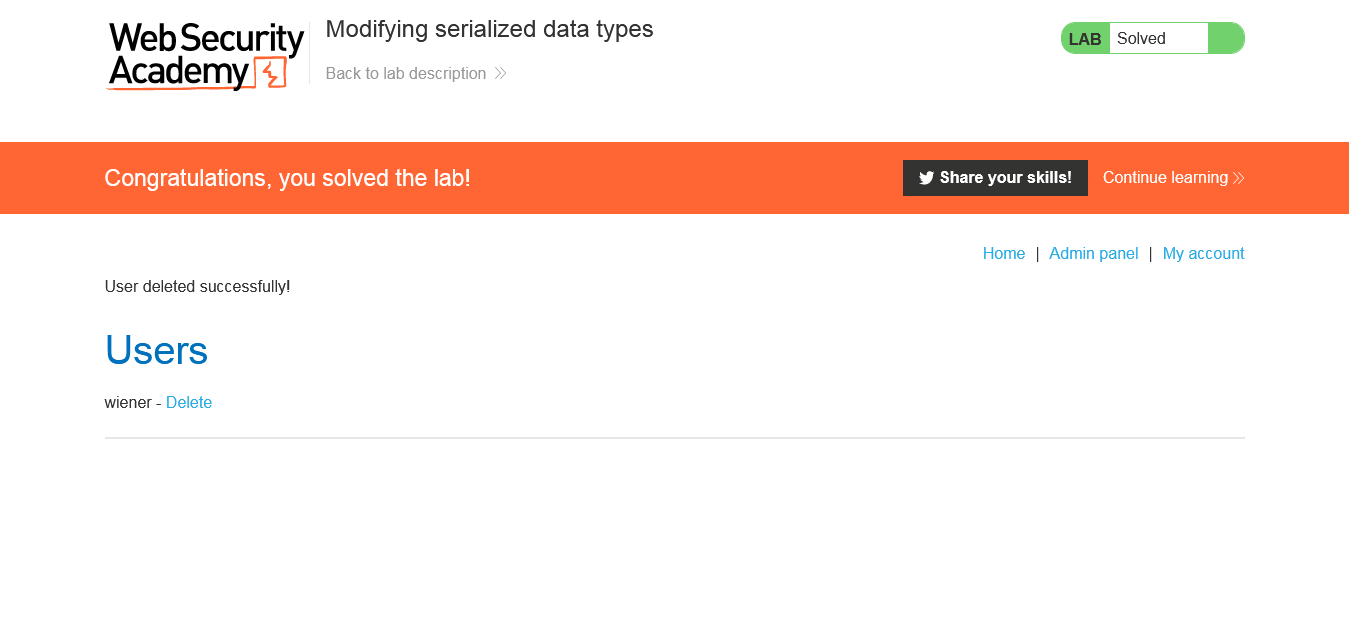 Web Security
Academy
Modifying serialized data types
Back to lab description
LAB Solved
Congratulations, you solved the lab!
Share your skills!
Continue learning
Home | Admin panel | My account
User deleted successfully!
Users
wiener - Delete